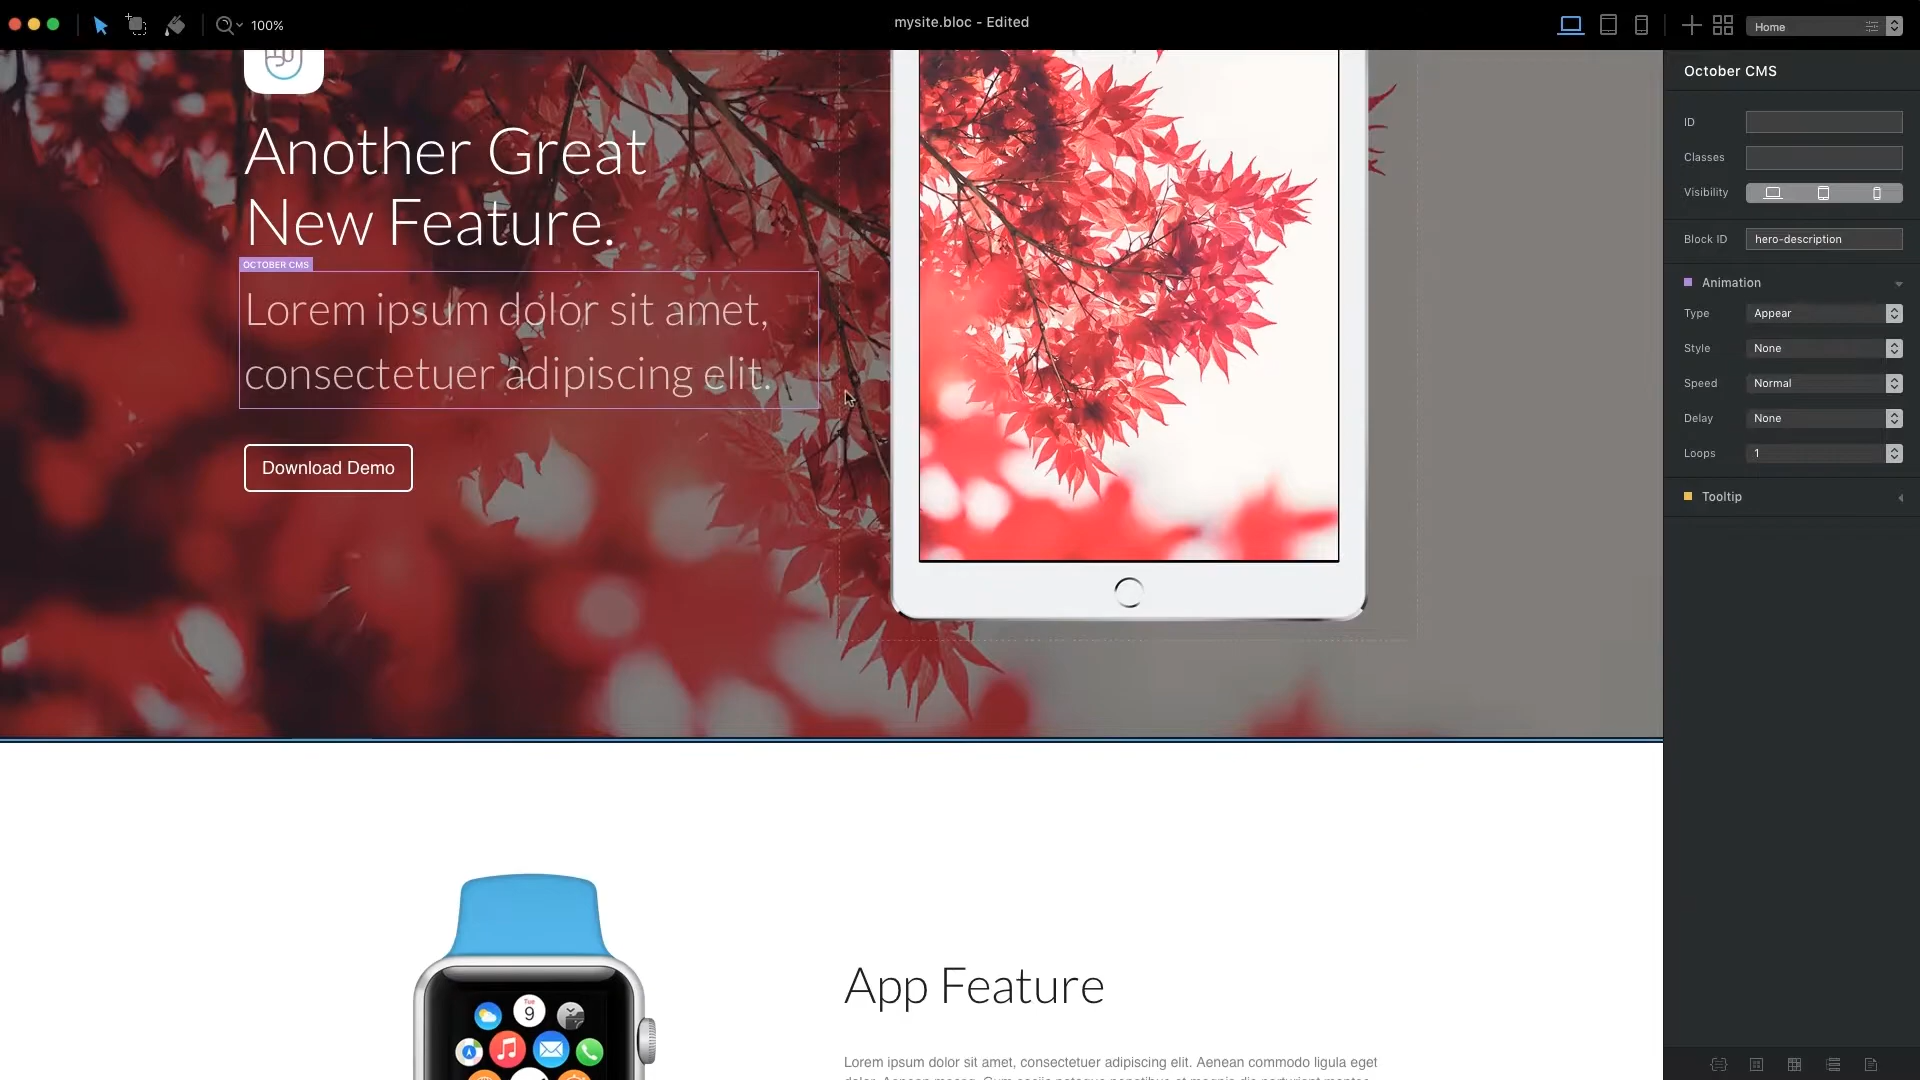 100%
mysite.bloc - Edited
Home
October CMS
ID
Classes
Visibility
Block ID
hero-description
Animation
Type
Appear
Style
None
Speed
Normal
Delay
None
Loops
1
Tooltip
Another Great
New Feature.
OCTOBER CMS
Lorem ipsum dolor sit amet,
consectetuer adipiscing elit.
Download Demo
Tue
9
App Feature
Lorem ipsum dolor sit amet, consectetuer adipiscing elit. Aenean commodo ligula eget